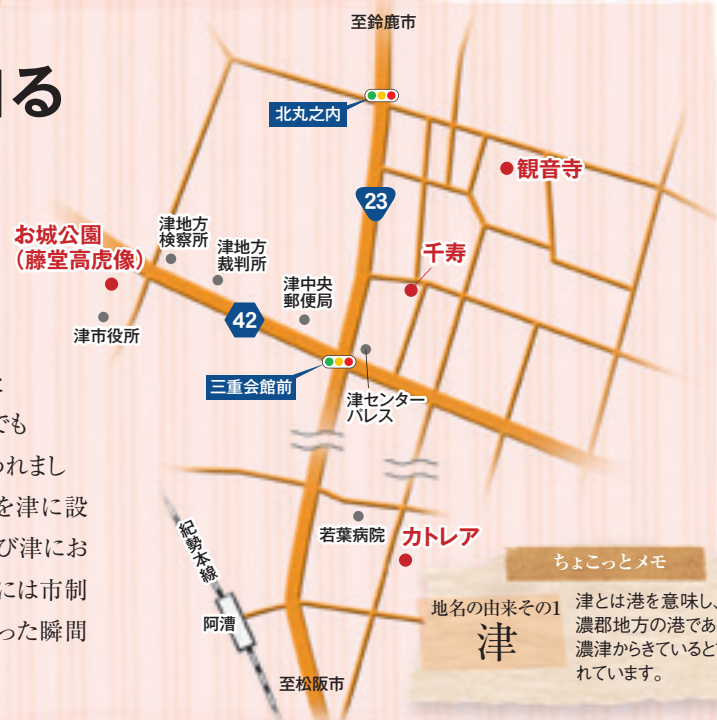 る
至鈴鹿市
北丸之内
観音寺
23
お城公園
(藤堂高虎像)
津地方
検察所
津地方
裁判所
千寿
津中央
郵便局
42
津市役所
三重会館前
津センター
パレス
でも
われまし
を津に設
び津にお
には市制
った瞬間
紀勢本線
若葉病院
カトレア
阿漕
至松阪市
ちょこっとメモ
地名の由来その1
津
津とは港を意味し、
濃郡地方の港であ
濃津からきていると
れています。